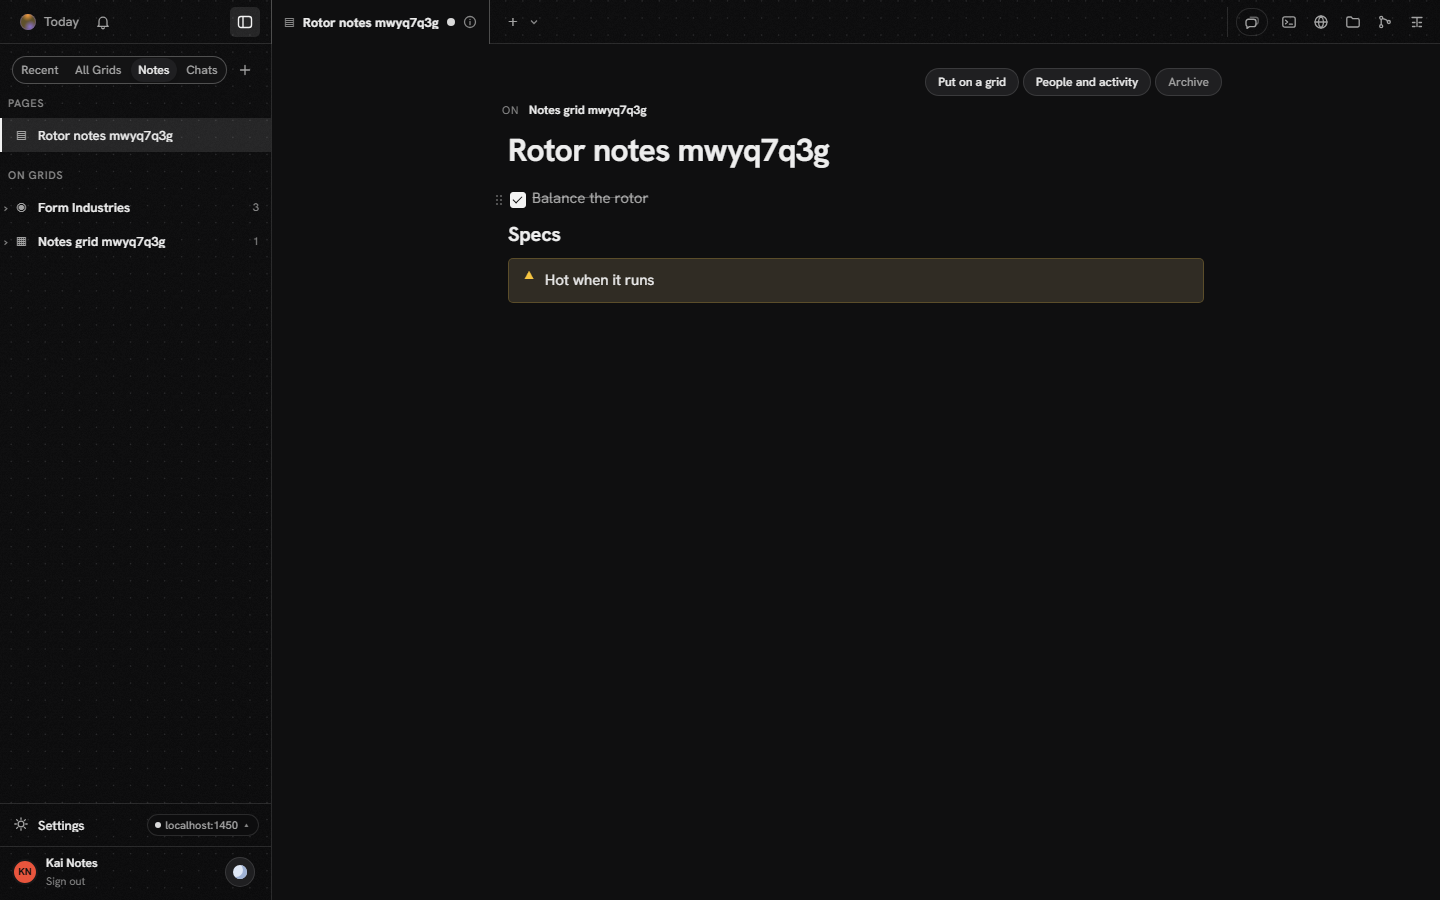 Today
Rotor notes mwyq7q3g
Recent
All Grids
Notes
Chats
PAGES
Rotor notes mwyq7q3g
ON GRIDS
Form Industries 3
Notes grid mwyq7q3g 1
Settings
localhost:1450
KN
Kai Notes
Sign out
Put on a grid
People and activity
Archive
ON Notes grid mwyq7q3g
Rotor notes mwyq7q3g
Balance the rotor
Specs
Hot when it runs